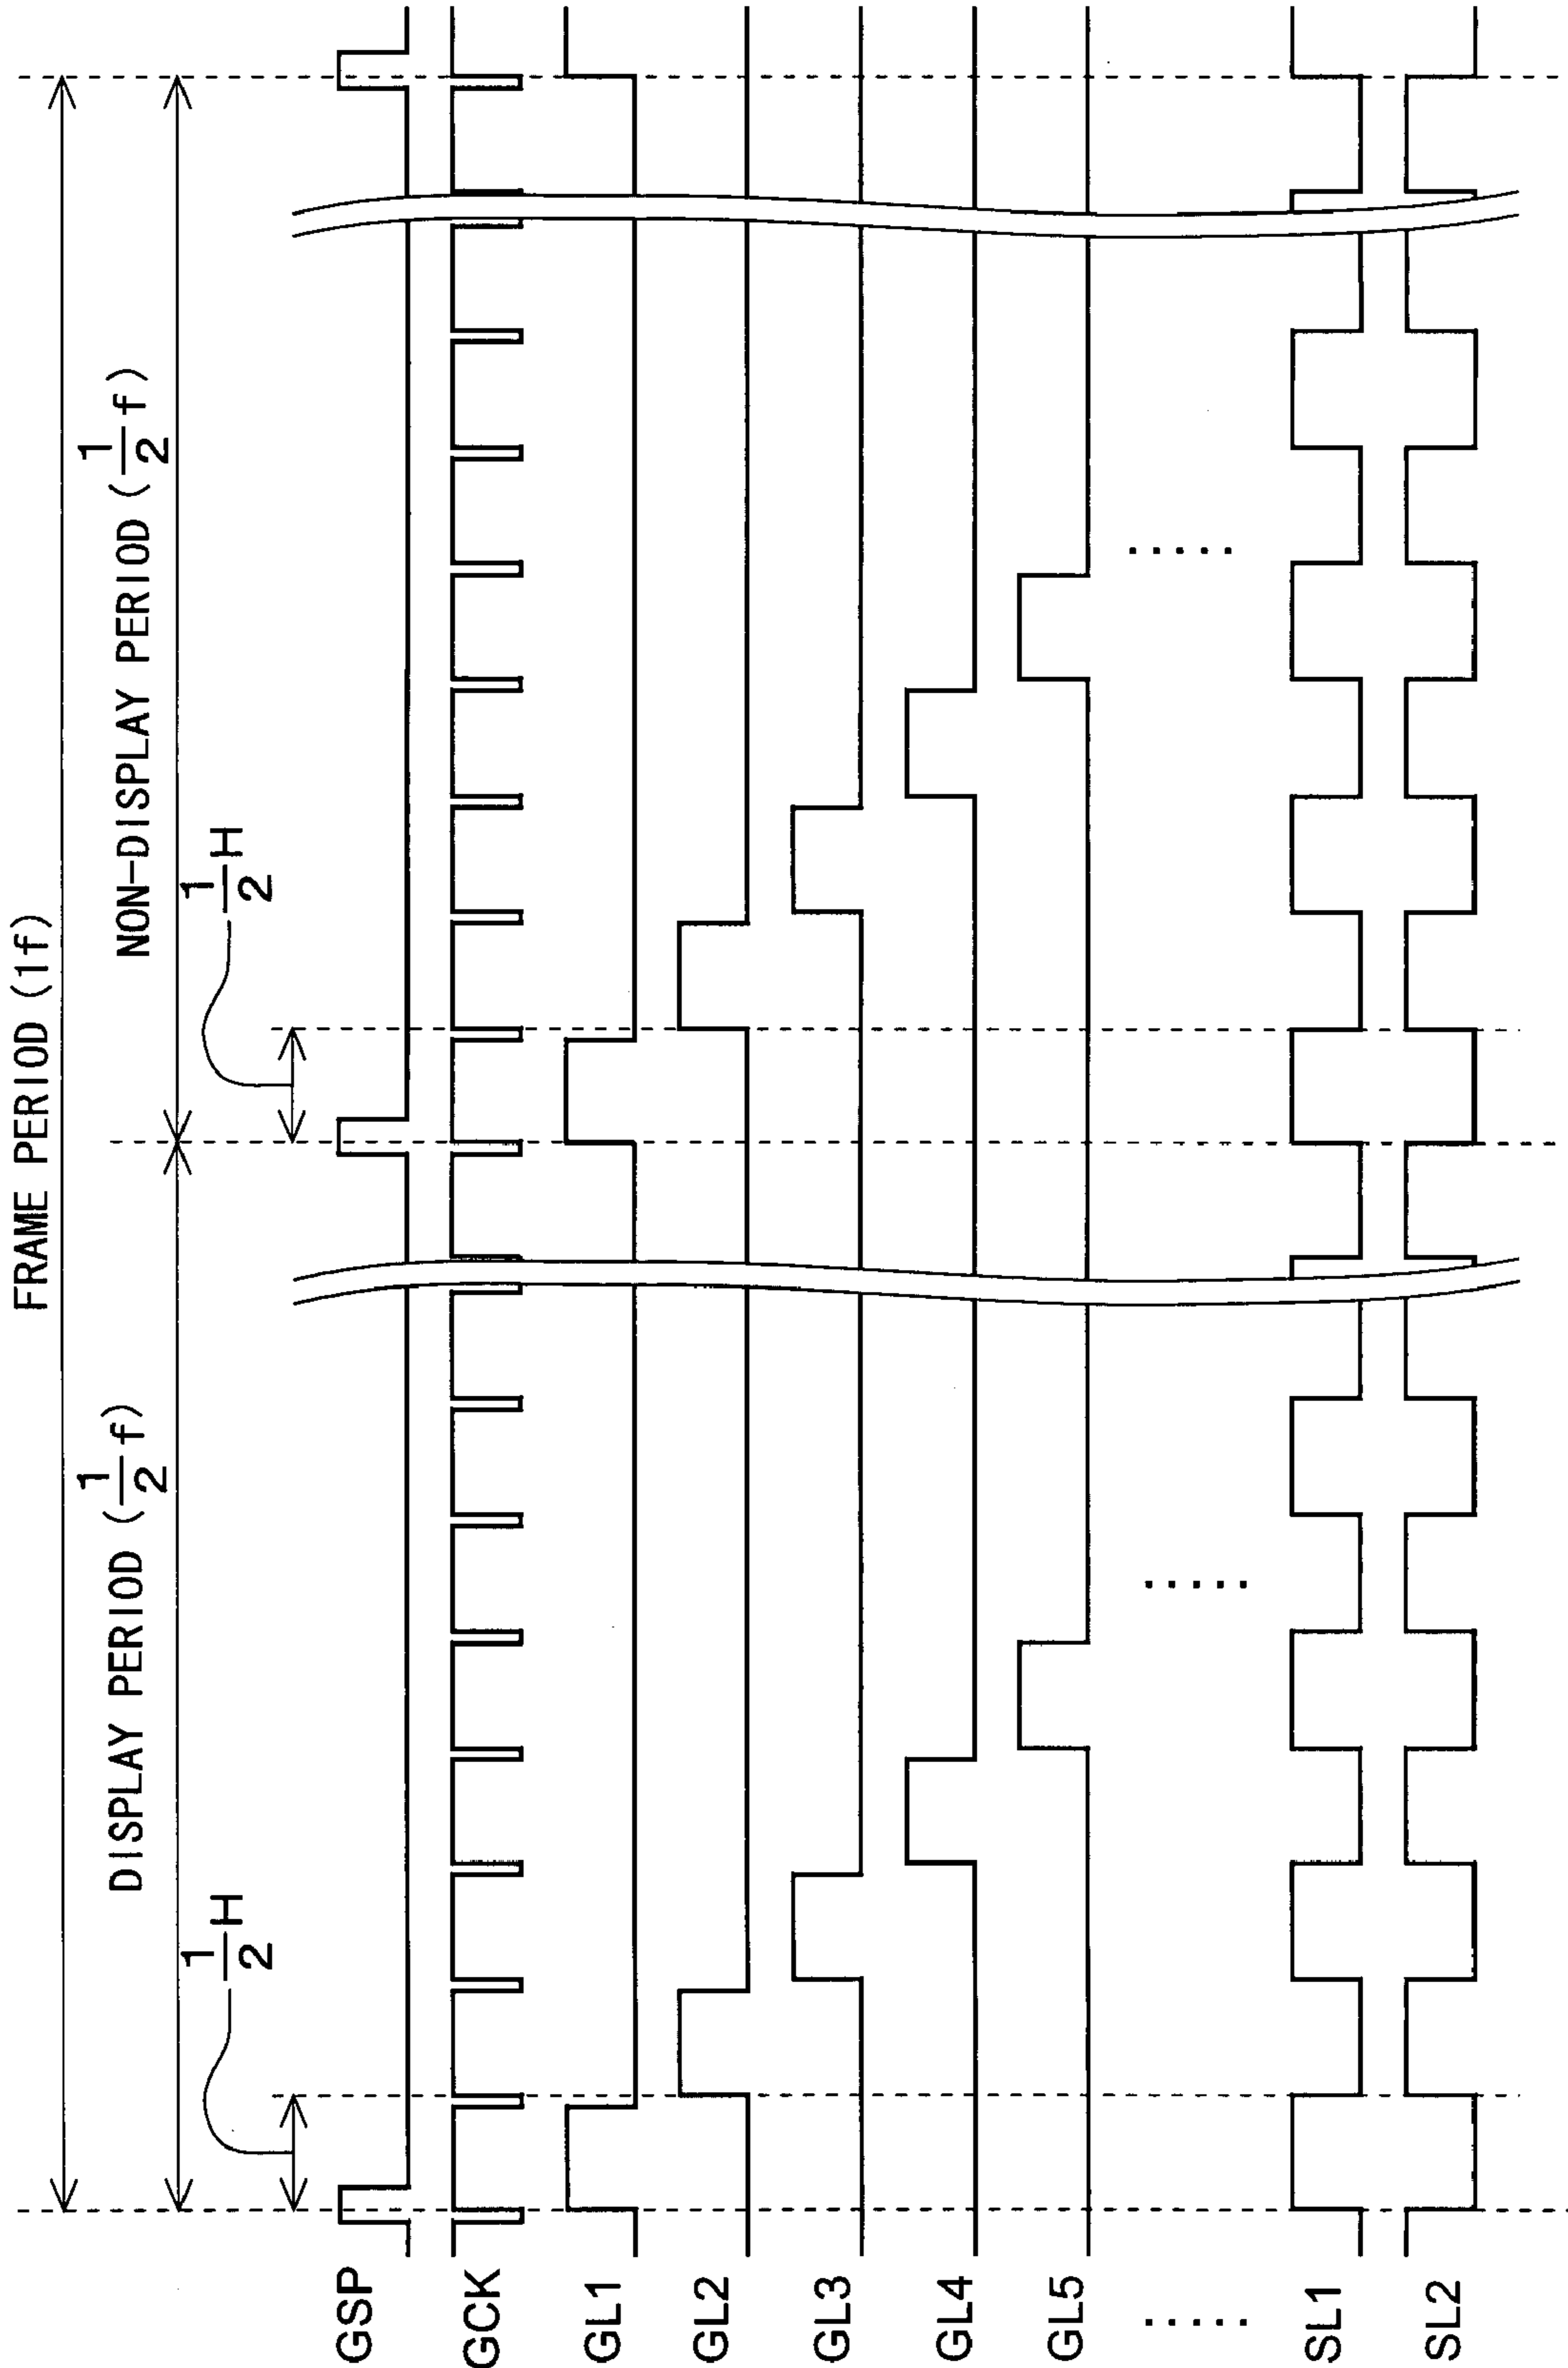 FRAME PERIOD (1f)
DISPLAY PERIOD (1/2 f)
NON-DISPLAY PERIOD (1/2 f)
1/2 H
1/2 H
GSP
GCK
GL1
GL2
GL3
GL4
GL5
.....
.....
.....
SL1
SL2